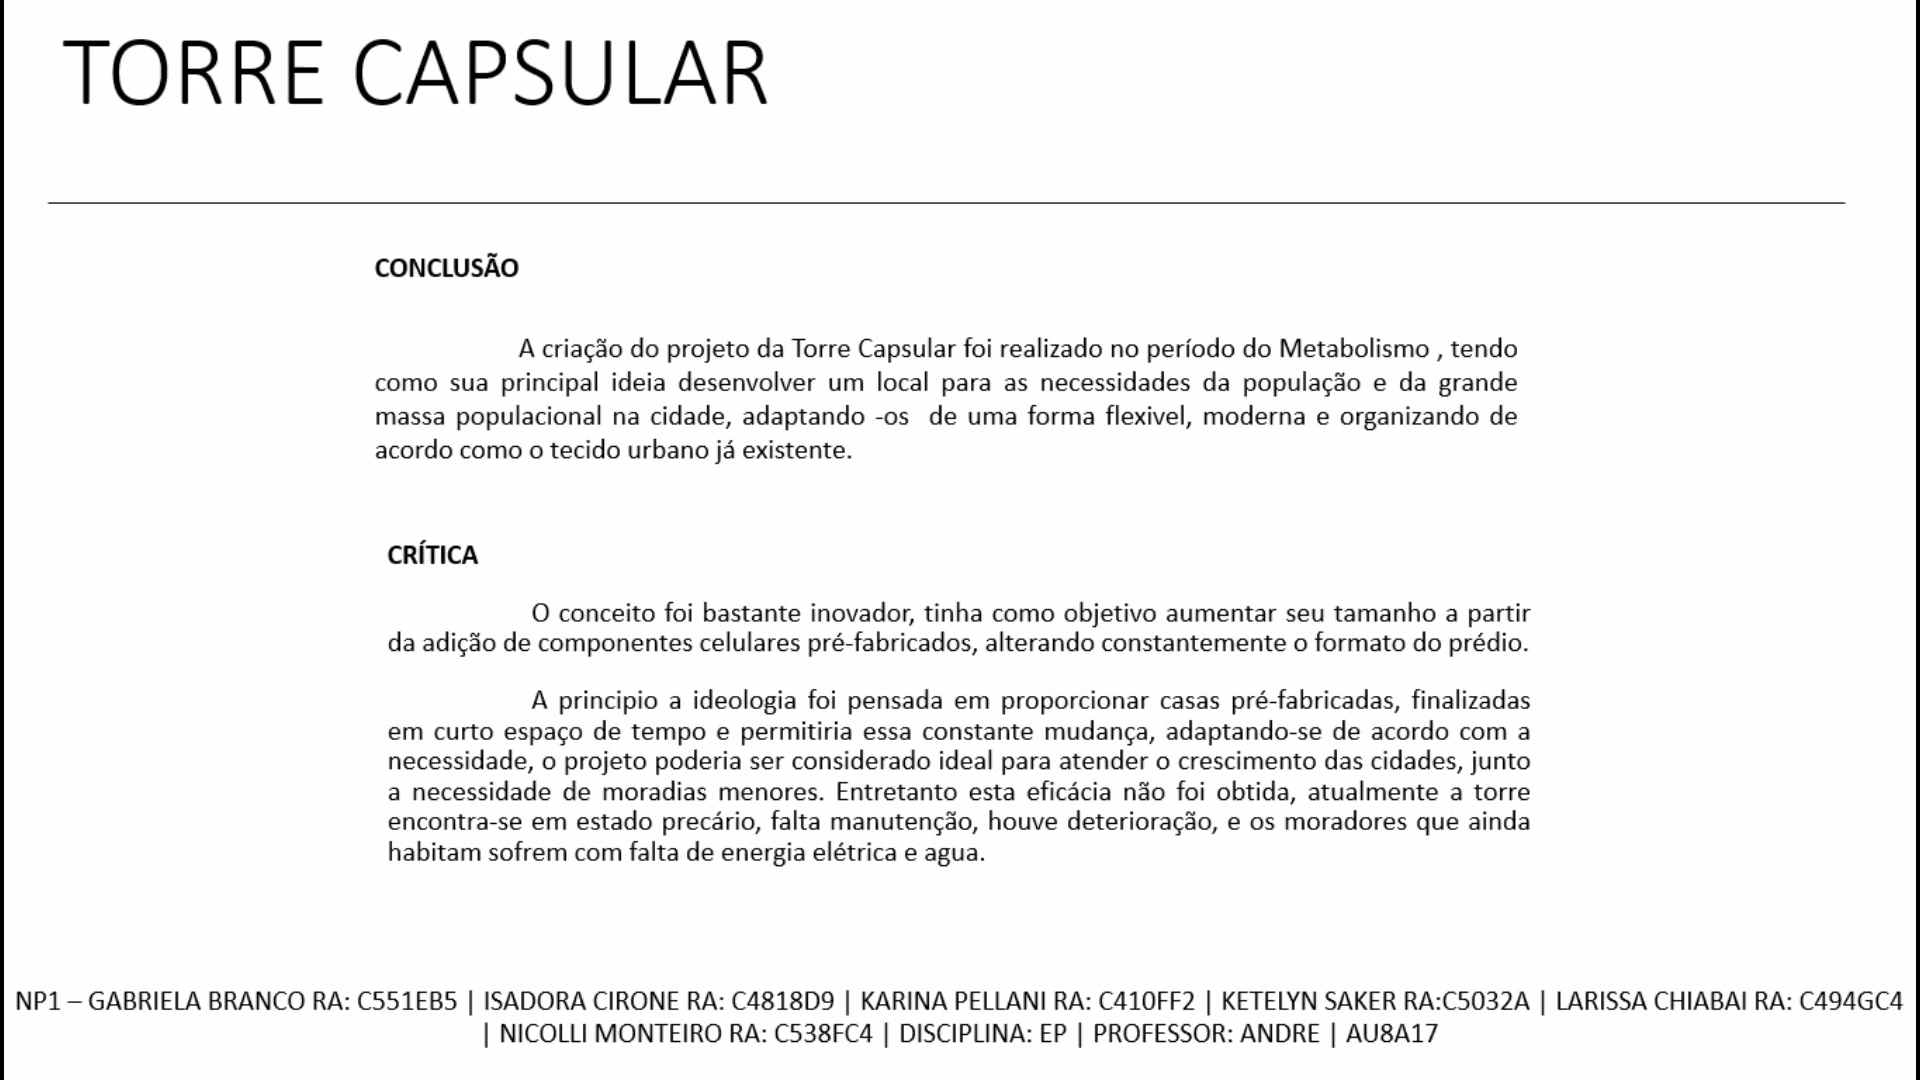 TORRE CAPSULAR
CONCLUSÃO
A criação do projeto da Torre Capsular foi realizado no período do Metabolismo , tendo
como sua principal ideia desenvolver um local para as necessidades da população e da grande
massa populacional na cidade, adaptando -os  de uma forma flexivel, moderna e organizando de
acordo como o tecido urbano já existente.
CRÍTICA
O conceito foi bastante inovador, tinha como objetivo aumentar seu tamanho a partir
da adição de componentes celulares pré-fabricados, alterando constantemente o formato do prédio.
A principio a ideologia foi pensada em proporcionar casas pré-fabricadas, finalizadas
em curto espaço de tempo e permitiria essa constante mudança, adaptando-se de acordo com a
necessidade, o projeto poderia ser considerado ideal para atender o crescimento das cidades, junto
a necessidade de moradias menores. Entretanto esta eficácia não foi obtida, atualmente a torre
encontra-se em estado precário, falta manutenção, houve deterioração, e os moradores que ainda
habitam sofrem com falta de energia elétrica e agua.
NP1 – GABRIELA BRANCO RA: C551EB5 | ISADORA CIRONE RA: C4818D9 | KARINA PELLANI RA: C410FF2 | KETELYN SAKER RA:C5032A | LARISSA CHIABAI RA: C494GC4
| NICOLLI MONTEIRO RA: C538FC4 | DISCIPLINA: EP | PROFESSOR: ANDRE | AU8A17